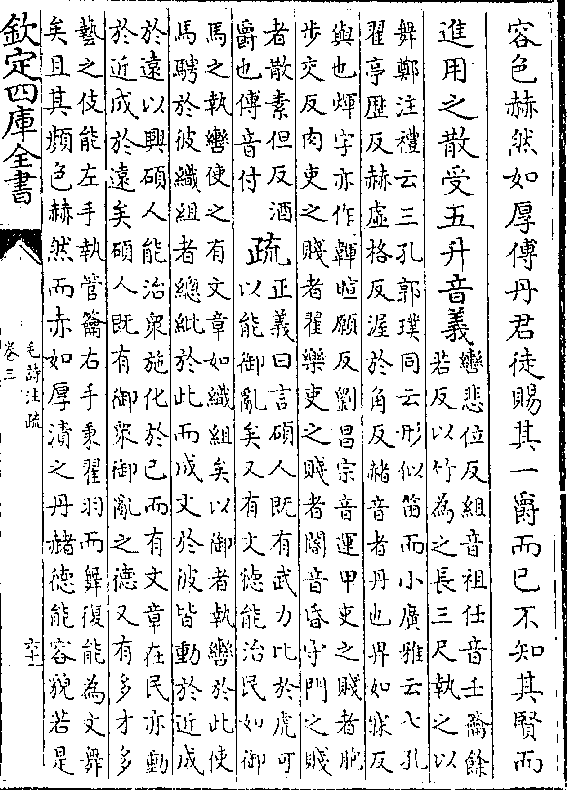 容色赫然如厚傅丹君徒賜其一爵而已不知其賢而
進用之散受五升音義
轡悲位反組音祖任音壬籥餘
若反以竹為之長三尺執之以
舞鄭注禮云三孔郭璞同云形似笛而小廣雅云七孔
翟亭歴反赫虛格反渥於角反赭音者丹也畀如寐反
與也煇字亦作韗暄願反劉昌宗音運甲吏之賤者胞
步交反肉吏之賤者翟樂吏之賤者閽音昏守門之賤
者散素但反酒
爵也傅音付
疏
正義曰言碩人既有武力比於虎可
以能御亂矣又有文德能治民如御
馬之執轡使之有文章如織組矣以御者執轡於此使
馬騁於彼織組者總紕於此而成文於彼皆動於近成
於遠以興碩人能治衆施化於己而有文章在民亦動
於近成於遠矣碩人既有御衆御亂之德又有多才多
藝之伎能左手執管籥右手秉翟羽而舞復能為文舞
矣且其顔色赫然而赤如厚漬之丹赭德能容貌若是
欽定四庫全書
毛詩注疏
卷三